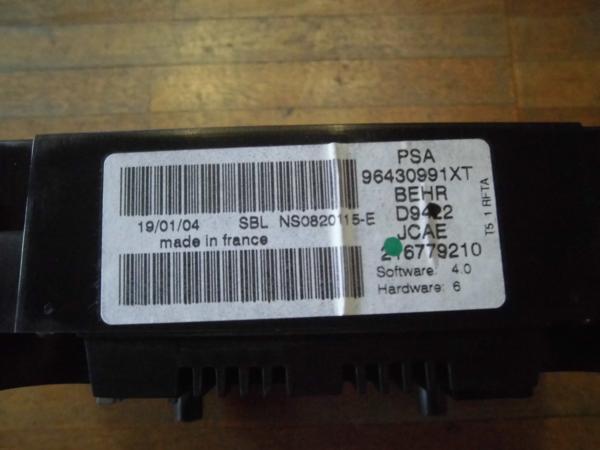 PSA
96430991XT
BEHR
D9422
JCAE
216779210
Software: 4.0
Hardware: 6
T5 1 RFTA
19/01/04 SBL NS0820115-E
made in france